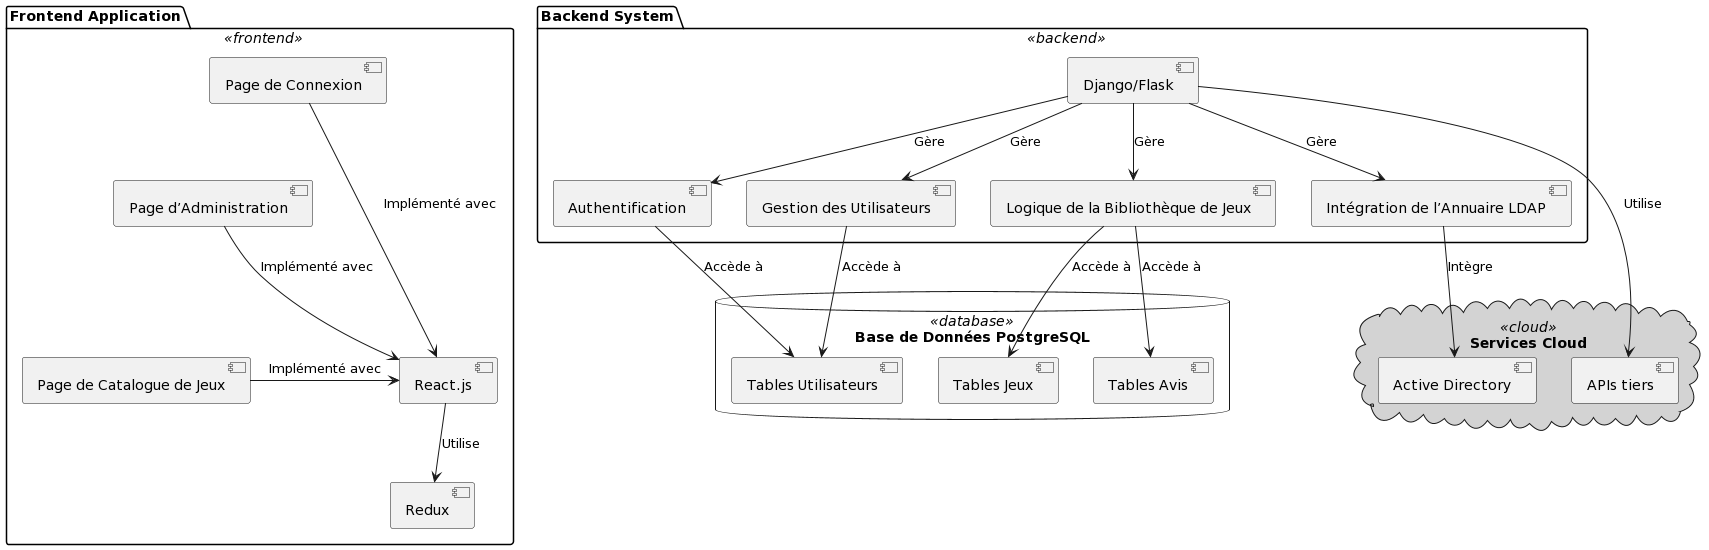 Frontend Application
«frontend»
Page de Connexion
Page d’Administration
Implémenté avec
Implémenté avec
Page de Catalogue de Jeux
Implémenté avec
React.js
Utilise
Redux
Backend System
«backend»
Django/Flask
Gère
Gère
Gère
Gère
Utilise
Authentification
Gestion des Utilisateurs
Logique de la Bibliothèque de Jeux
Intégration de l’Annuaire LDAP
Accède à
Accède à
Accède à
Accède à
Intègre
«database»
Base de Données PostgreSQL
Tables Utilisateurs
Tables Jeux
Tables Avis
«cloud»
Services Cloud
Active Directory
APIs tiers